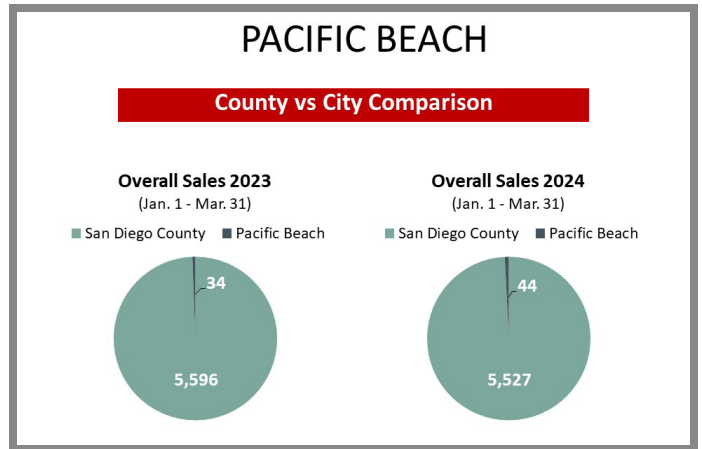 PACIFIC BEACH
County vs City Comparison
Overall Sales 2023
(Jan. 1 - Mar. 31)
San Diego County Pacific Beach
34
5,596
Overall Sales 2024
(Jan. 1 - Mar. 31)
San Diego County Pacific Beach
44
5,527